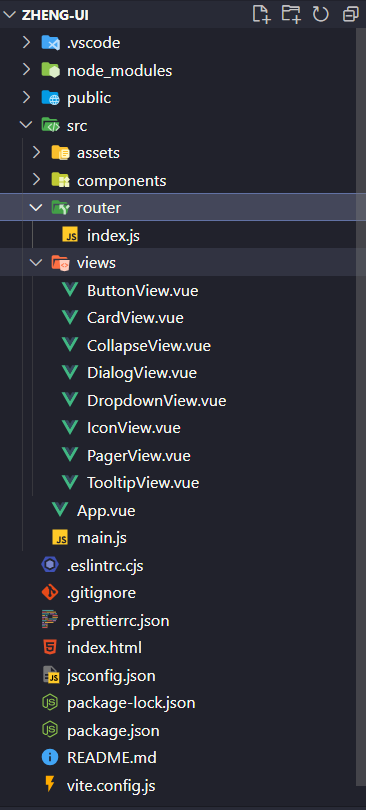 ZHENG-UI
.vscode
node_modules
public
src
assets
components
router
JS index.js
views
ButtonView.vue
CardView.vue
CollapseView.vue
DialogView.vue
DropdownView.vue
IconView.vue
PagerView.vue
TooltipView.vue
App.vue
JS main.js
.eslintrc.cjs
.gitignore
.prettierrc.json
index.html
jsconfig.json
package-lock.json
package.json
README.md
vite.config.js